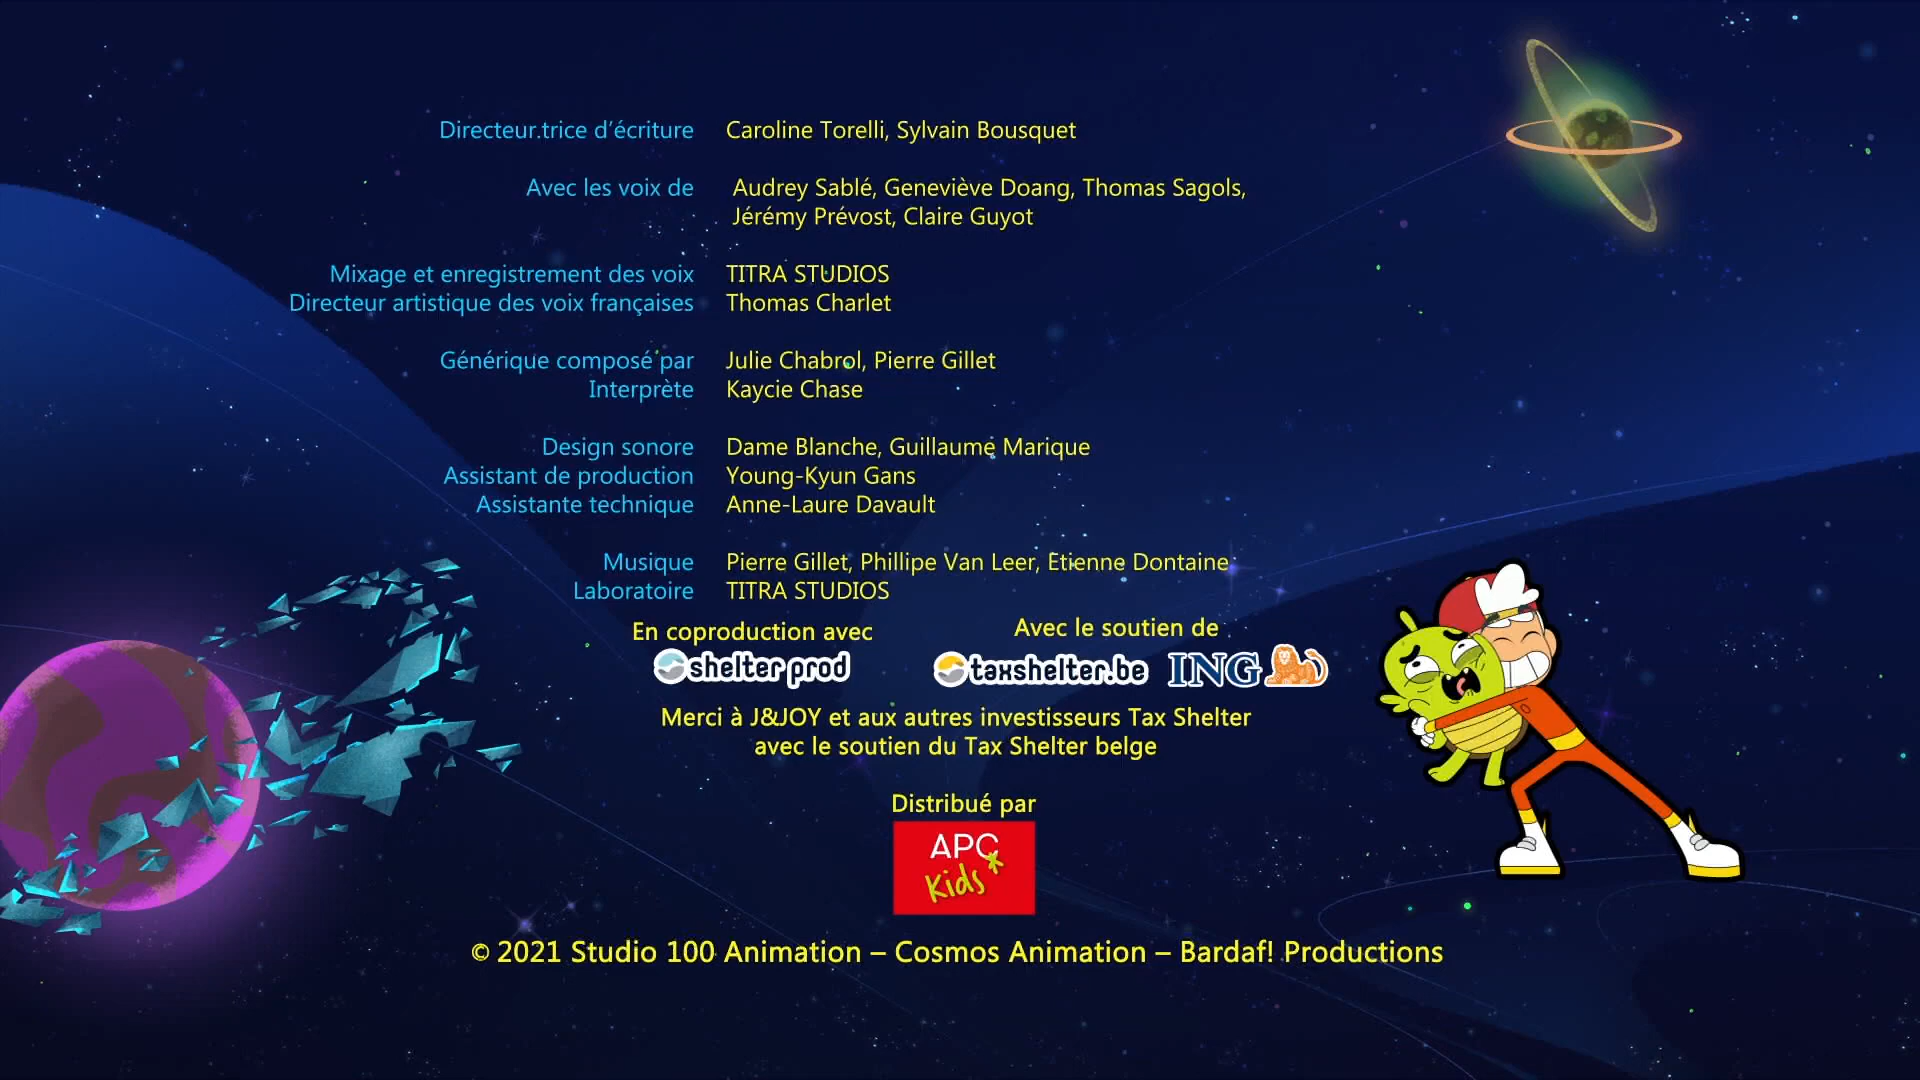 Directeur.trice d'écriture Caroline Torelli, Sylvain Bousquet
Avec les voix de Audrey Sablé, Geneviève Doang, Thomas Sagols,
Jérémy Prévost, Claire Guyot
Mixage et enregistrement des voix TITRA STUDIOS
Directeur artistique des voix françaises Thomas Charlet
Générique composé par Julie Chabrol, Pierre Gillet
Interprète Kaycie Chase
Design sonore Dame Blanche, Guillaume Marique
Assistant de production Young-Kyun Gans
Assistante technique Anne-Laure Davault
Musique Pierre Gillet, Phillipe Van Leer, Etienne Dontaine
Laboratoire TITRA STUDIOS
En coproduction avec Avec le soutien de
shelter prod taxshelter.be ING
Merci à J&JOY et aux autres investisseurs Tax Shelter
avec le soutien du Tax Shelter belge
Distribué par
APC
Kids
© 2021 Studio 100 Animation – Cosmos Animation – Bardaf! Productions